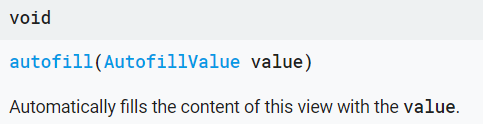 void
autofill(AutofillValue value)
Automatically fills the content of this view with the value.